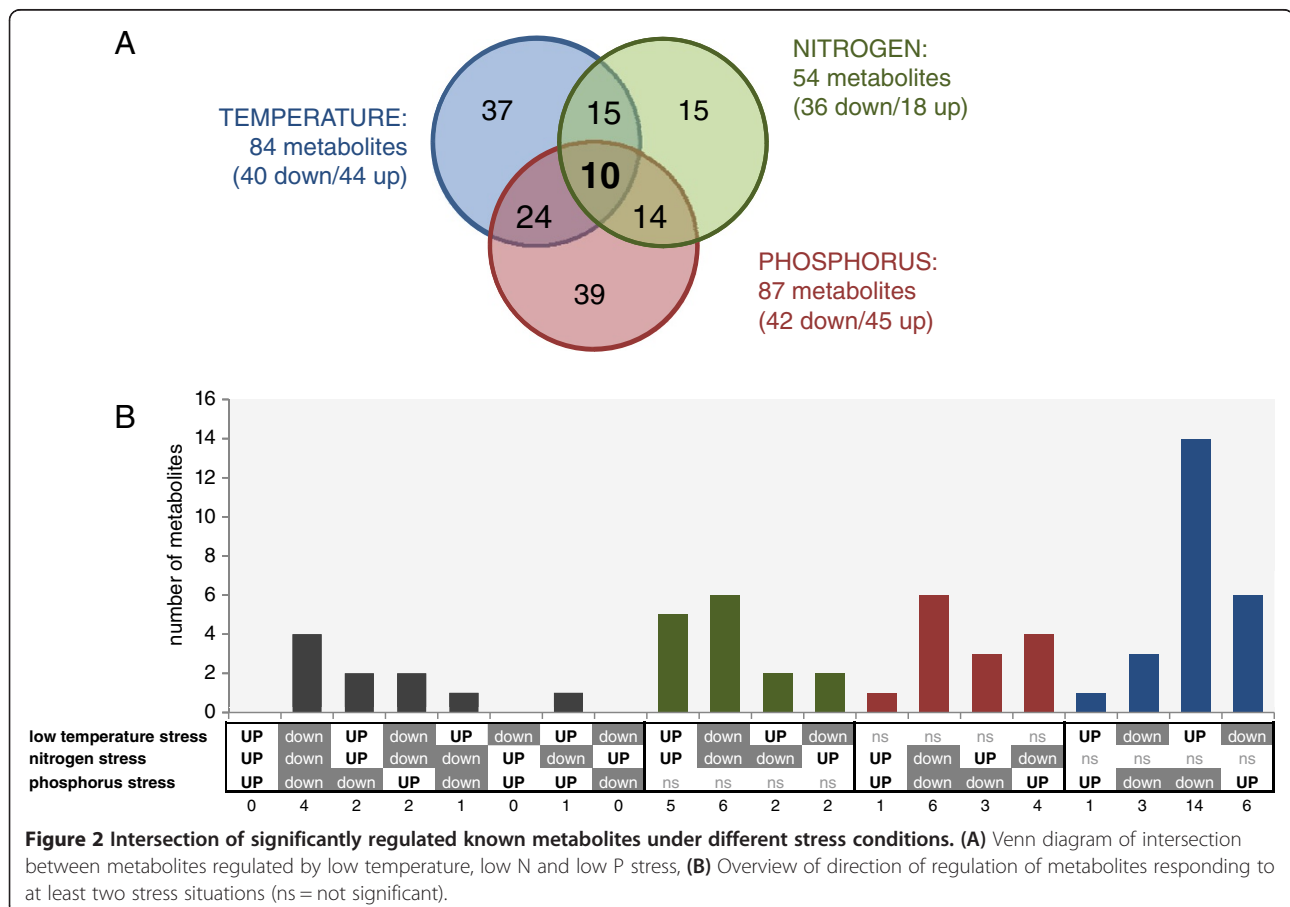 A
TEMPERATURE:
84 metabolites
(40 down/44 up)
NITROGEN:
54 metabolites
(36 down/18 up)
37
15
15
10
24
14
39
PHOSPHORUS:
87 metabolites
(42 down/45 up)
B
number of metabolites
16
14
12
10
8
6
4
2
0
low temperature stress UP down UP down UP down UP down UP down UP down ns ns ns ns UP down UP down
nitrogen stress UP down UP down down UP down UP UP down down UP UP down UP down ns ns ns ns
phosphorus stress UP down down UP down UP UP down ns ns ns ns UP down down UP UP down down UP
0 4 2 2 1 0 1 0 5 6 2 2 1 6 3 4 1 3 14 6
Figure 2 Intersection of significantly regulated known metabolites under different stress conditions. (A) Venn diagram of intersection
between metabolites regulated by low temperature, low N and low P stress, (B) Overview of direction of regulation of metabolites responding to
at least two stress situations (ns = not significant).